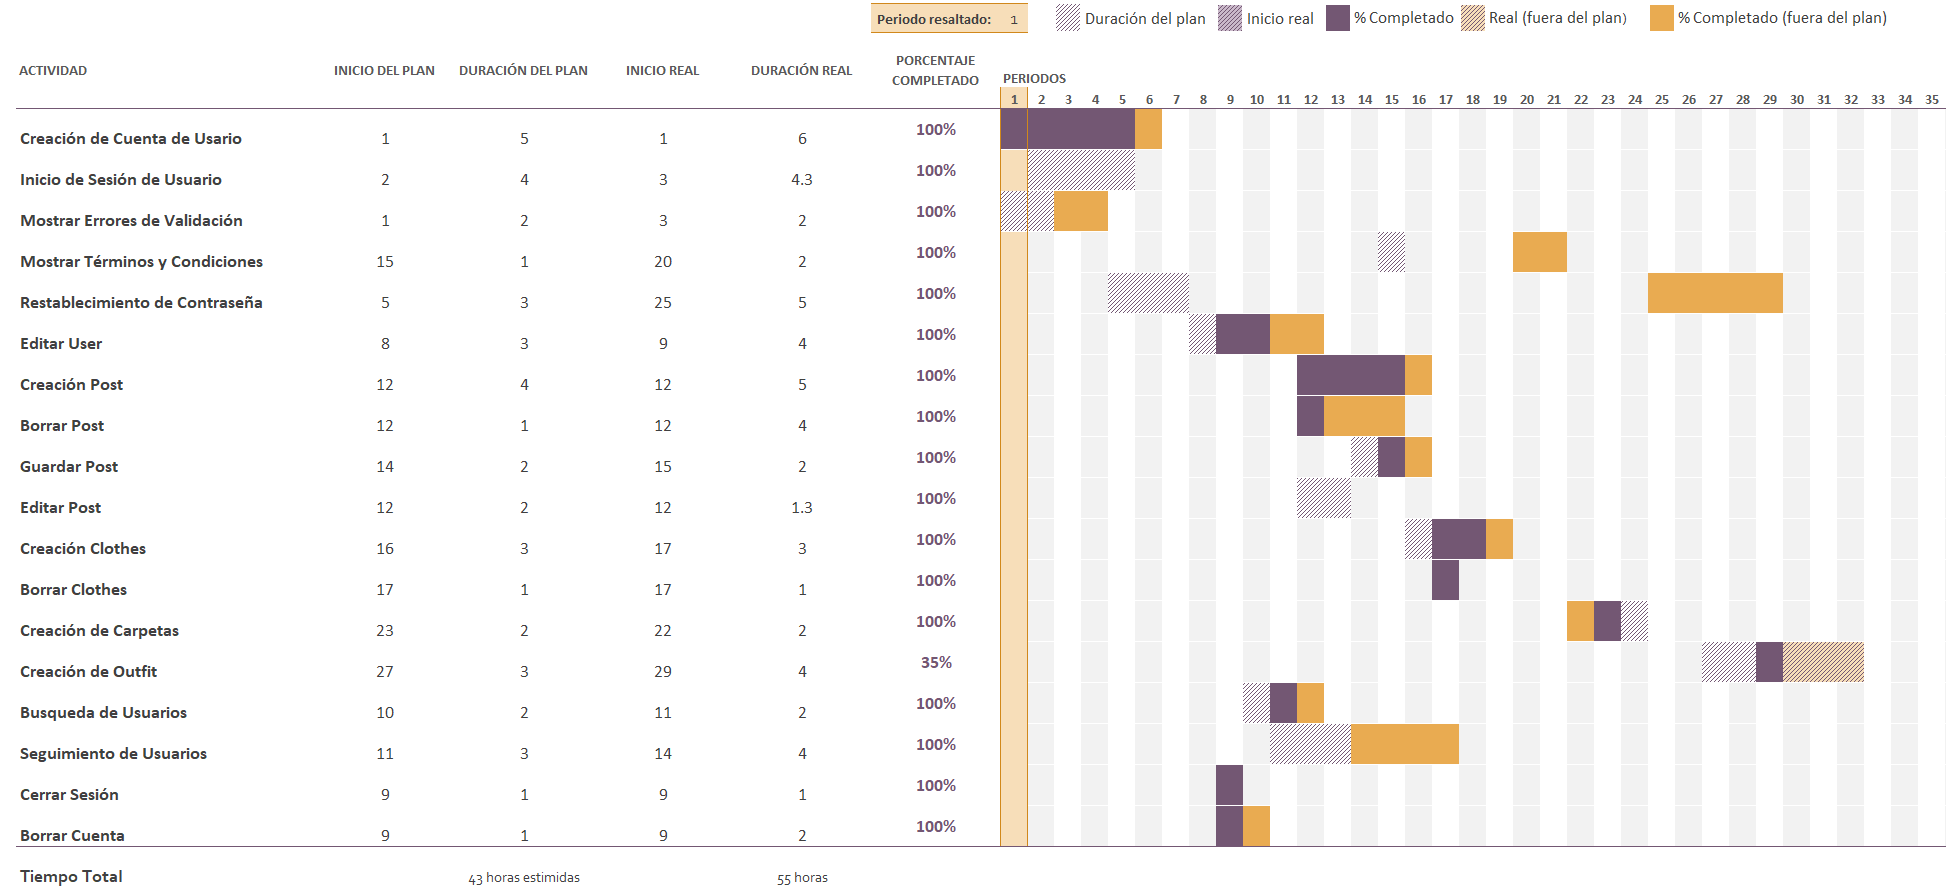 Periodo resaltado: 1 Duración del plan Inicio real % Completado Real (fuera del plan) % Completado (fuera del plan)
ACTIVIDAD INICIO DEL PLAN DURACIÓN DEL PLAN INICIO REAL DURACIÓN REAL PORCENTAJE COMPLETADO PERIODOS
1 2 3 4 5 6 7 8 9 10 11 12 13 14 15 16 17 18 19 20 21 22 23 24 25 26 27 28 29 30 31 32 33 34 35
Creación de Cuenta de Usario 1 5 1 6 100%
Inicio de Sesión de Usuario 2 4 3 4.3 100%
Mostrar Errores de Validación 1 2 3 2 100%
Mostrar Términos y Condiciones 15 1 20 2 100%
Restablecimiento de Contraseña 5 3 25 5 100%
Editar User 8 3 9 4 100%
Creación Post 12 4 12 5 100%
Borrar Post 12 1 12 4 100%
Guardar Post 14 2 15 2 100%
Editar Post 12 2 12 1.3 100%
Creación Clothes 16 3 17 3 100%
Borrar Clothes 17 1 17 1 100%
Creación de Carpetas 23 2 22 2 100%
Creación de Outfit 27 3 29 4 35%
Busqueda de Usuarios 10 2 11 2 100%
Seguimiento de Usuarios 11 3 14 4 100%
Cerrar Sesión 9 1 9 1 100%
Borrar Cuenta 9 1 9 2 100%
Tiempo Total 43 horas estimidas 55 horas